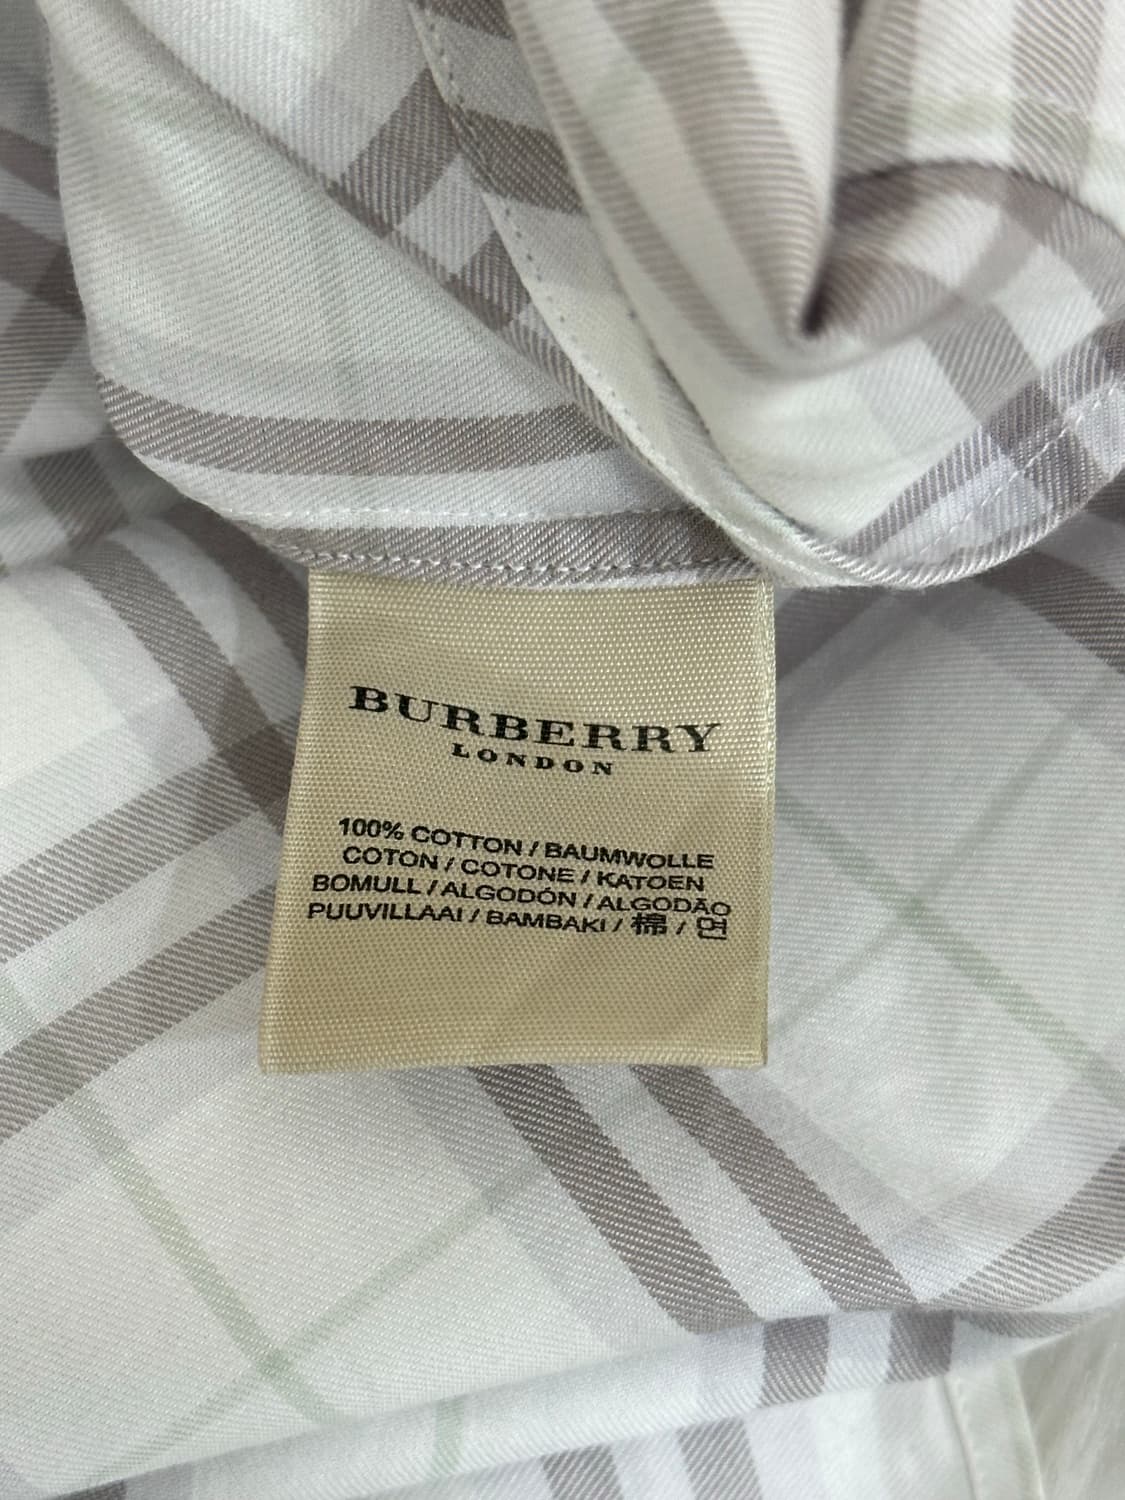 BURBERRY
LONDON
100% COTTON / BAUMWOLLE
COTON / COTONE / KATOEN
BOMULL / ALGODÓN / ALGODÃO
PUUVILLAAI / BAMBAKI / 棉 / 면